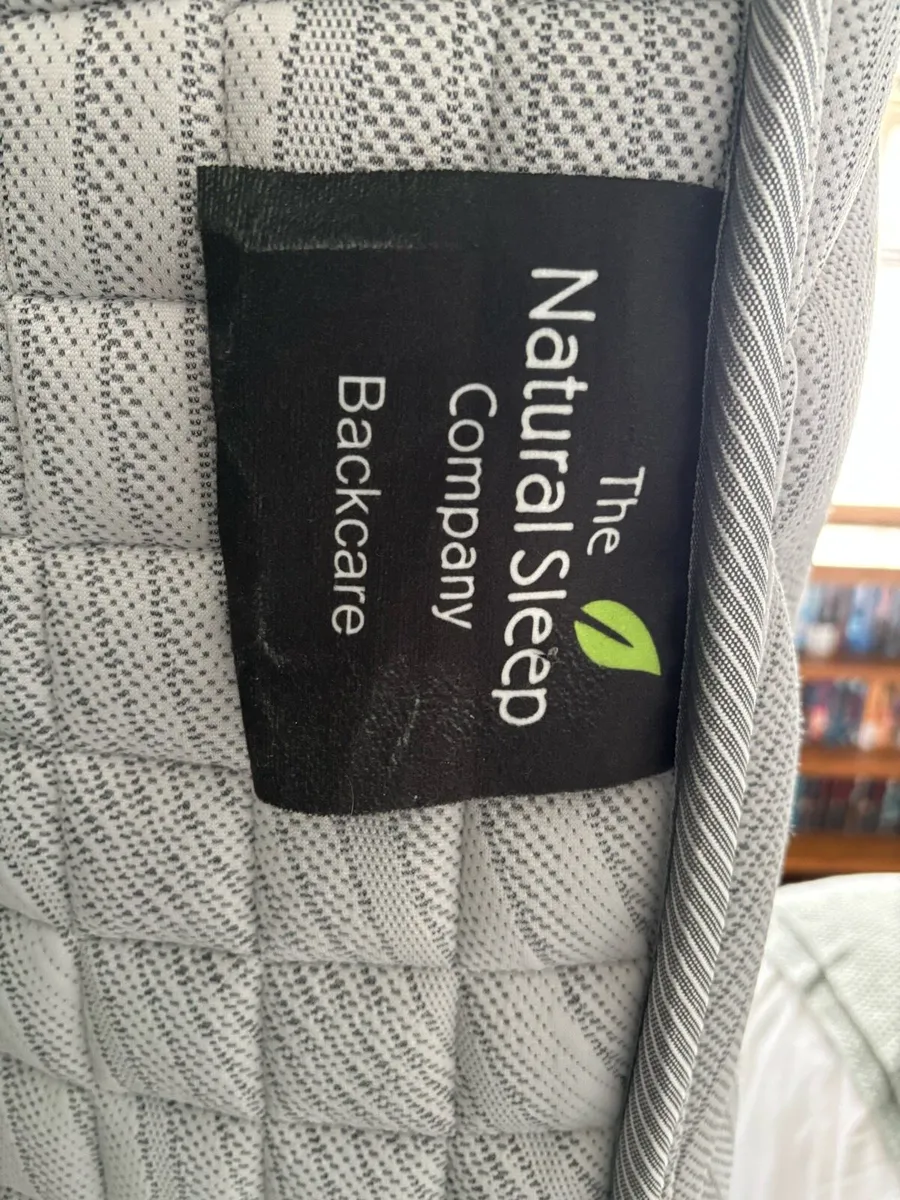 The
Natural Sleep
Company
Backcare